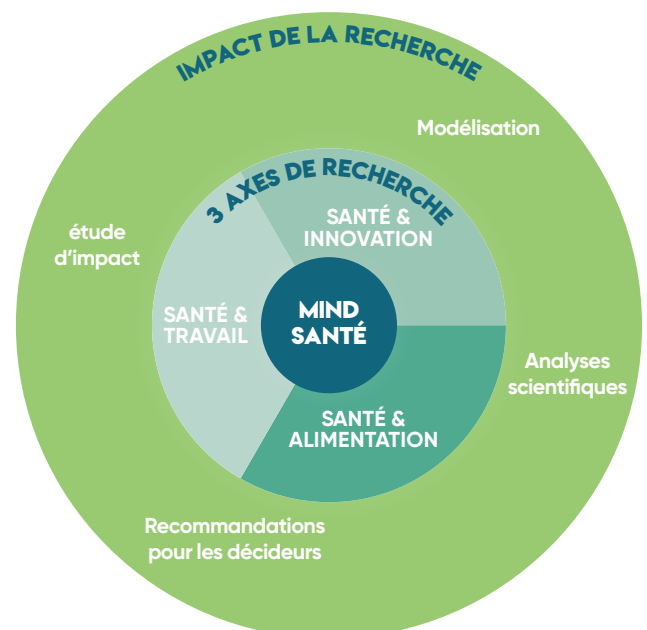 IMPACT DE LA RECHERCHE
Modélisation
3 AXES DE RECHERCHE
SANTÉ &
INNOVATION
étude
d'impact
SANTÉ &
TRAVAIL
MIND
SANTÉ
Analyses
scientifiques
SANTÉ &
ALIMENTATION
Recommandations
pour les décideurs